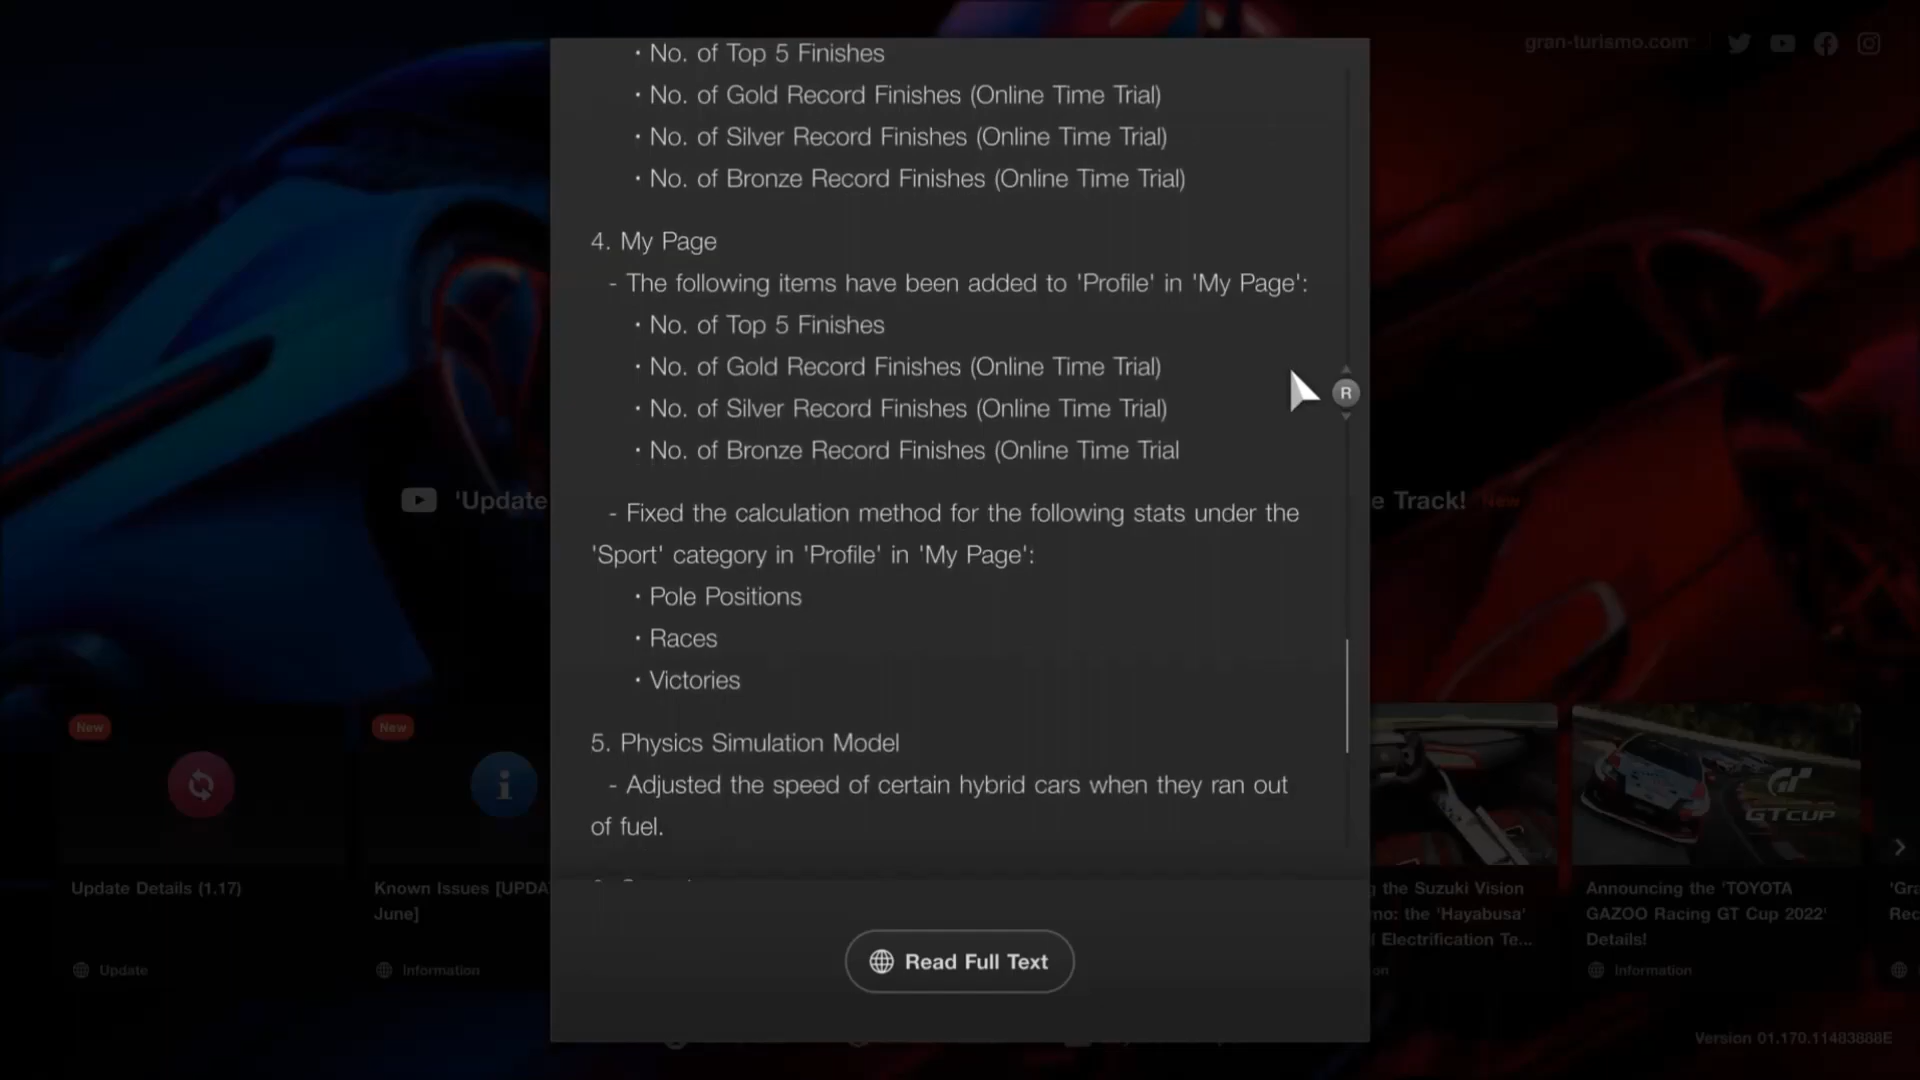 gran-turismo.com
· No. of Top 5 Finishes
· No. of Gold Record Finishes (Online Time Trial)
· No. of Silver Record Finishes (Online Time Trial)
· No. of Bronze Record Finishes (Online Time Trial)
4. My Page
- The following items have been added to 'Profile' in 'My Page':
· No. of Top 5 Finishes
· No. of Gold Record Finishes (Online Time Trial)
· No. of Silver Record Finishes (Online Time Trial)
· No. of Bronze Record Finishes (Online Time Trial
- Fixed the calculation method for the following stats under the
'Sport' category in 'Profile' in 'My Page':
· Pole Positions
· Races
· Victories
5. Physics Simulation Model
- Adjusted the speed of certain hybrid cars when they ran out
of fuel.
Read Full Text
R
'Update
e Track! New
New
Update Details (1.17)
Update
New
Known Issues [UPDA
June]
Information
g the Suzuki Vision
mo: the 'Hayabusa'
Electrification Te...
on
GT CUP
Announcing the 'TOYOTA
GAZOO Racing GT Cup 2022'
Details!
Information
'Gra
Rec
Version 01.170.11483888E